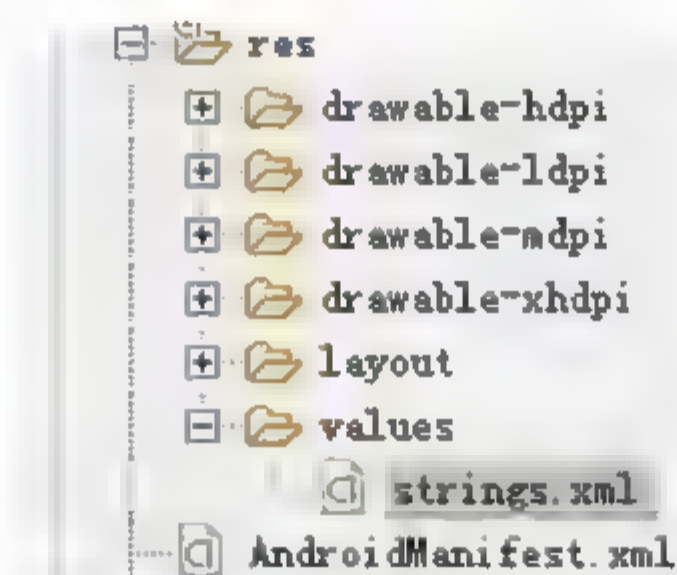 res
drawable-hdpi
drawable-ldpi
drawable-mdpi
drawable-xhdpi
layout
values
strings.xml
AndroidManifest.xml